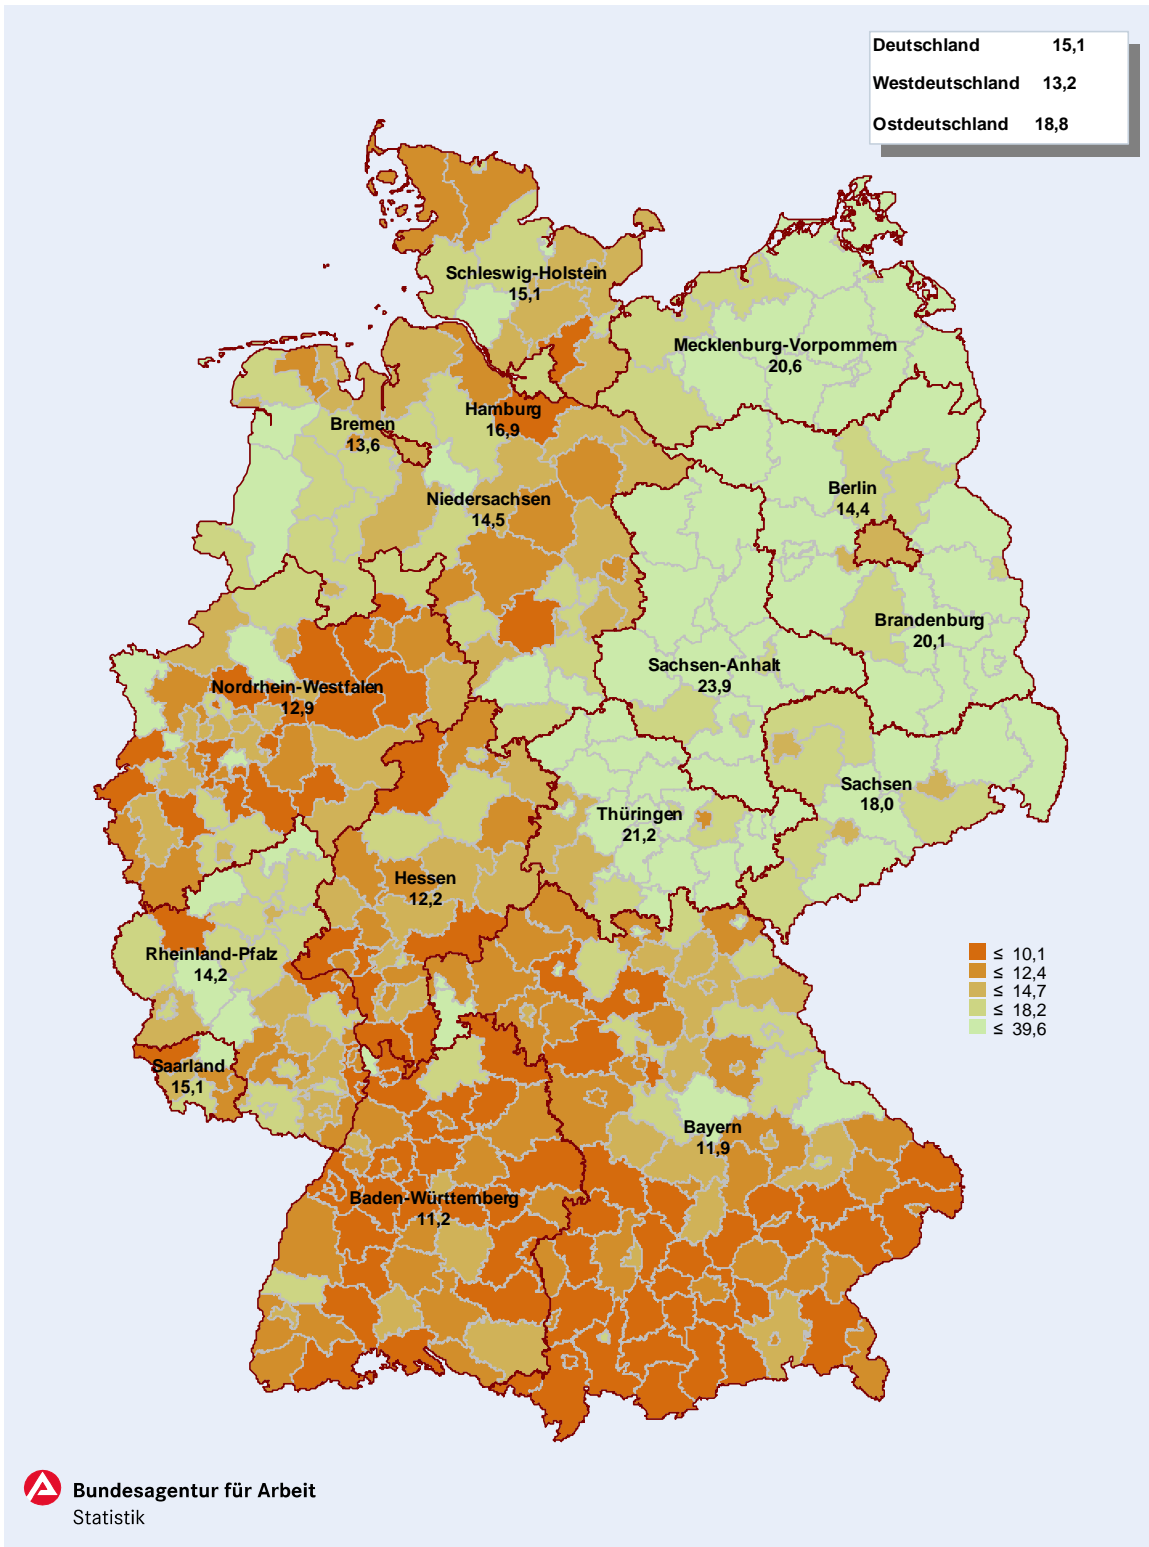 Deutschland 15,1
Westdeutschland 13,2
Ostdeutschland 18,8
Schleswig-Holstein
15,1
Mecklenburg-Vorpommern
20,6
Hamburg
16,9
Bremen
13,6
Berlin
14,4
Niedersachsen
14,5
Brandenburg
20,1
Sachsen-Anhalt
23,9
Nordrhein-Westfalen
12,9
Sachsen
18,0
Thüringen
21,2
Hessen
12,2
Rheinland-Pfalz
14,2
Saarland
15,1
Bayern
11,9
Baden-Württemberg
11,2
≤ 10,1
≤ 12,4
≤ 14,7
≤ 18,2
≤ 39,6
Bundesagentur für Arbeit
Statistik